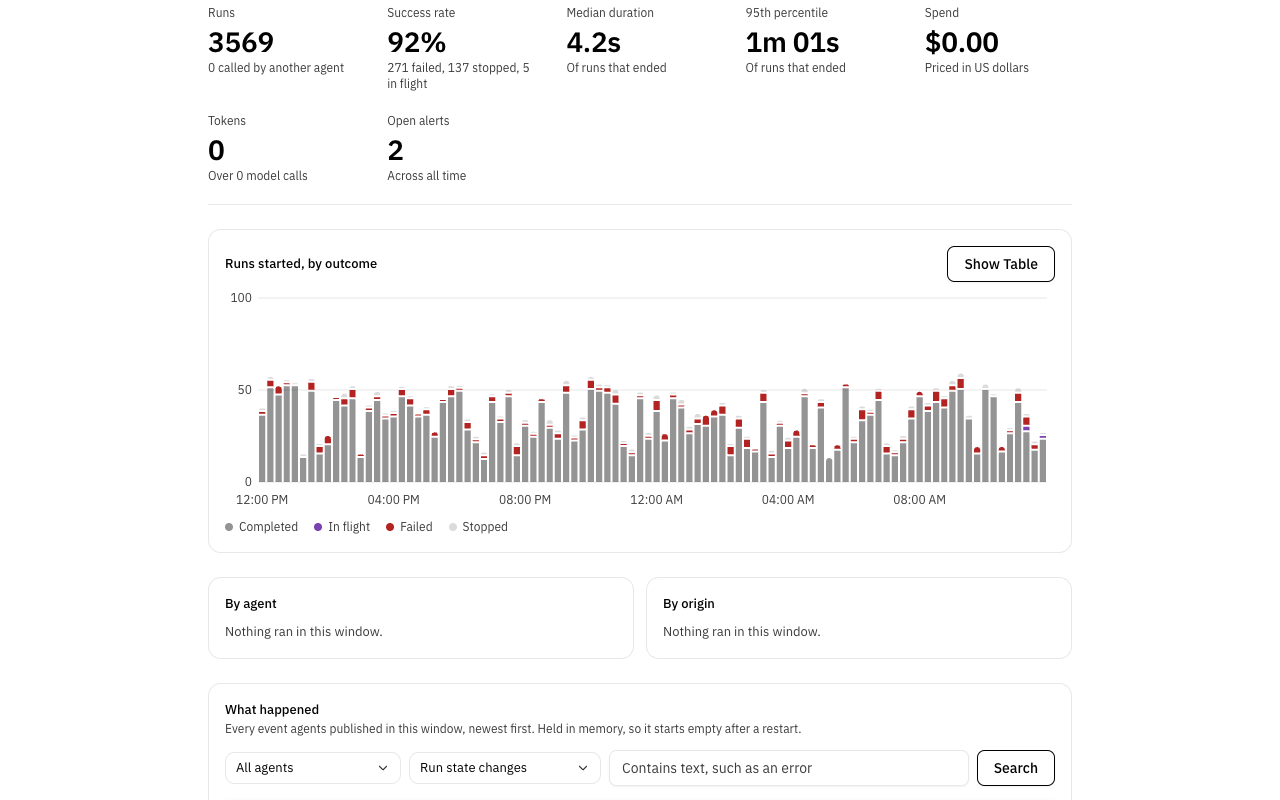 Runs
3569
0 called by another agent
Success rate
92%
271 failed, 137 stopped, 5
in flight
Median duration
4.2s
Of runs that ended
95th percentile
1m 01s
Of runs that ended
Spend
$0.00
Priced in US dollars
Tokens
0
Over 0 model calls
Open alerts
2
Across all time
Runs started, by outcome
Show Table
100
50
0
12:00 PM
04:00 PM
08:00 PM
12:00 AM
04:00 AM
08:00 AM
Completed
In flight
Failed
Stopped
By agent
Nothing ran in this window.
By origin
Nothing ran in this window.
What happened
Every event agents published in this window, newest first. Held in memory, so it starts empty after a restart.
All agents
Run state changes
Contains text, such as an error
Search